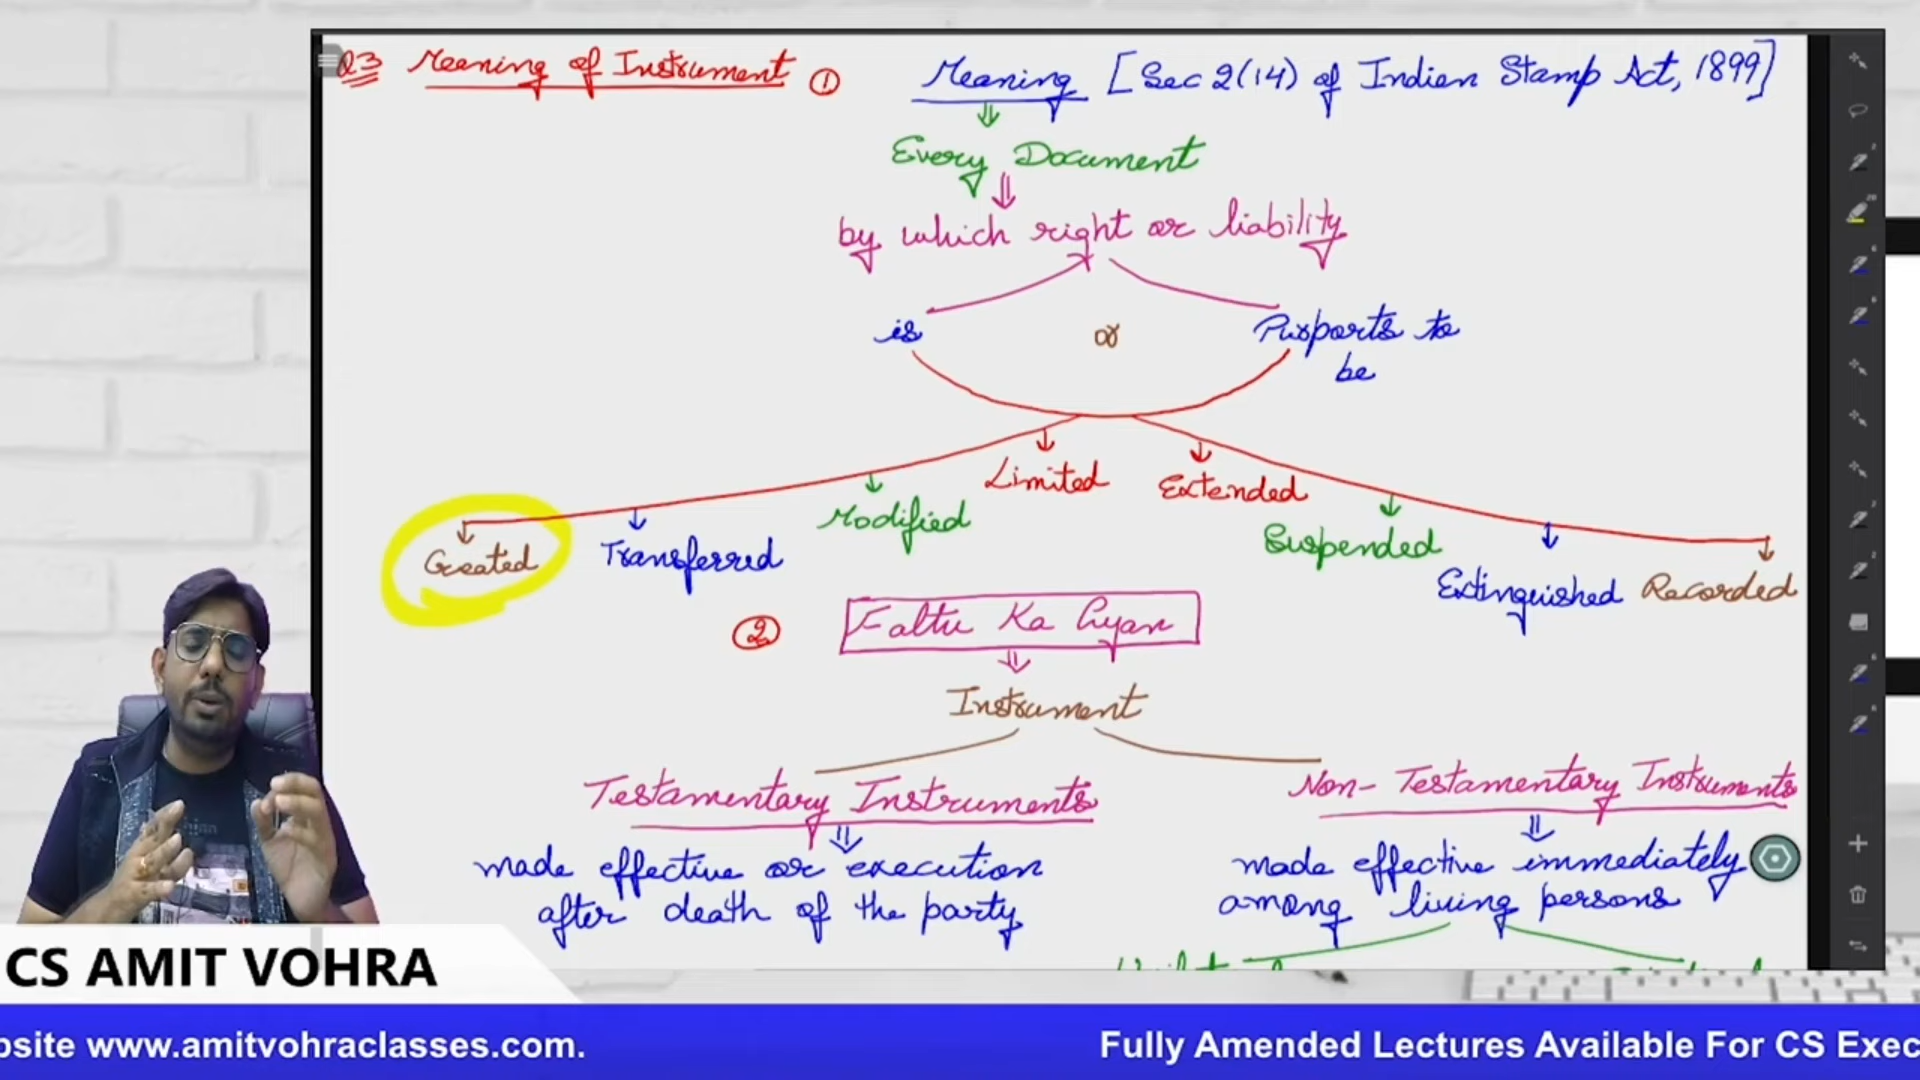 Q3 Meaning of Instrument ① Meaning [Sec 2(14) of Indian Stamp Act, 1899]
Every Document
by which right or liability
is or Purports to
be
Limited Extended
Created Transferred Modified Suspended
Extinguished Recorded
② Faltu Ka Gyan
Instrument
Testamentary Instruments Non-Testamentary Instruments
made effective or execution
after death of the party
made effective immediately
among living persons
CS AMIT VOHRA
www.amitvohraclasses.com.
Fully Amended Lectures Available For CS Exec